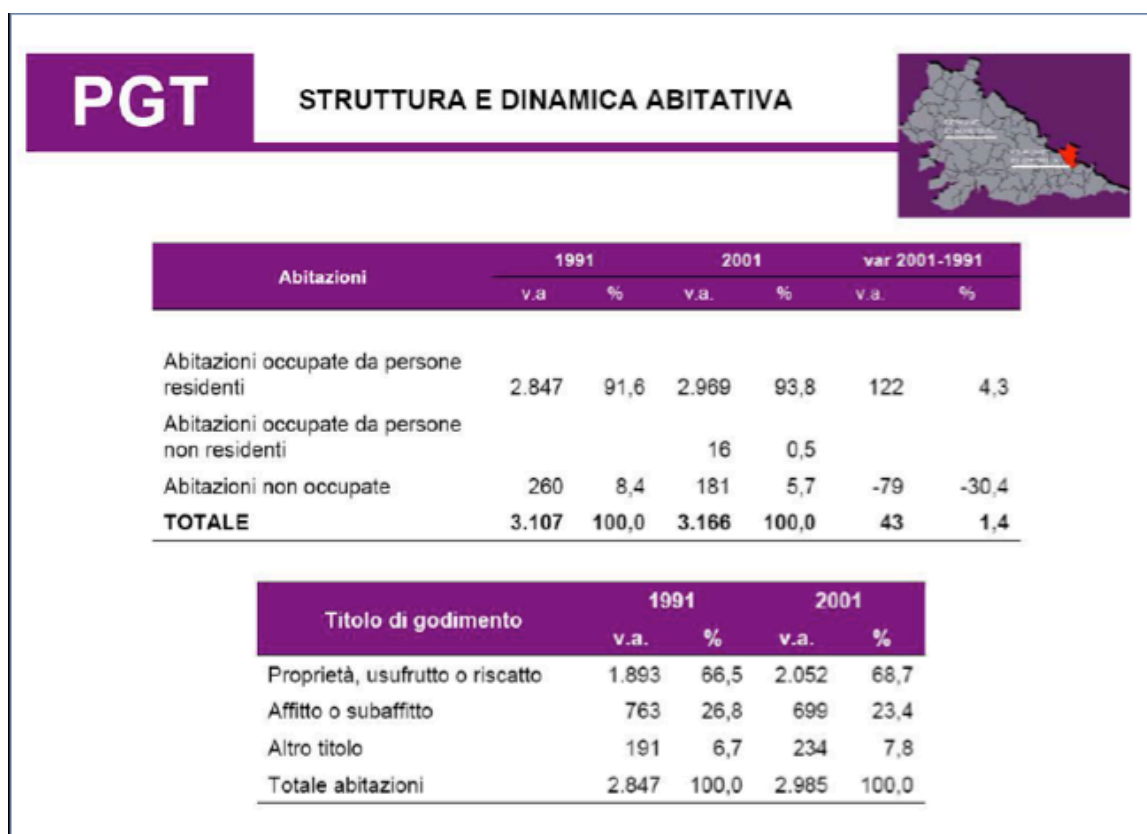 PGT
STRUTTURA E DINAMICA ABITATIVA
Abitazioni 1991 2001 var 2001-1991
v.a % v.a. % v.a. %
Abitazioni occupate da persone
residenti 2.847 91,6 2.969 93,8 122 4,3
Abitazioni occupate da persone
non residenti 16 0,5
Abitazioni non occupate 260 8,4 181 5,7 -79 -30,4
TOTALE 3.107 100,0 3.166 100,0 43 1,4
Titolo di godimento 1991 2001
v.a. % v.a. %
Proprietà, usufrutto o riscatto 1.893 66,5 2.052 68,7
Affitto o subaffitto 763 26,8 699 23,4
Altro titolo 191 6,7 234 7,8
Totale abitazioni 2.847 100,0 2.985 100,0